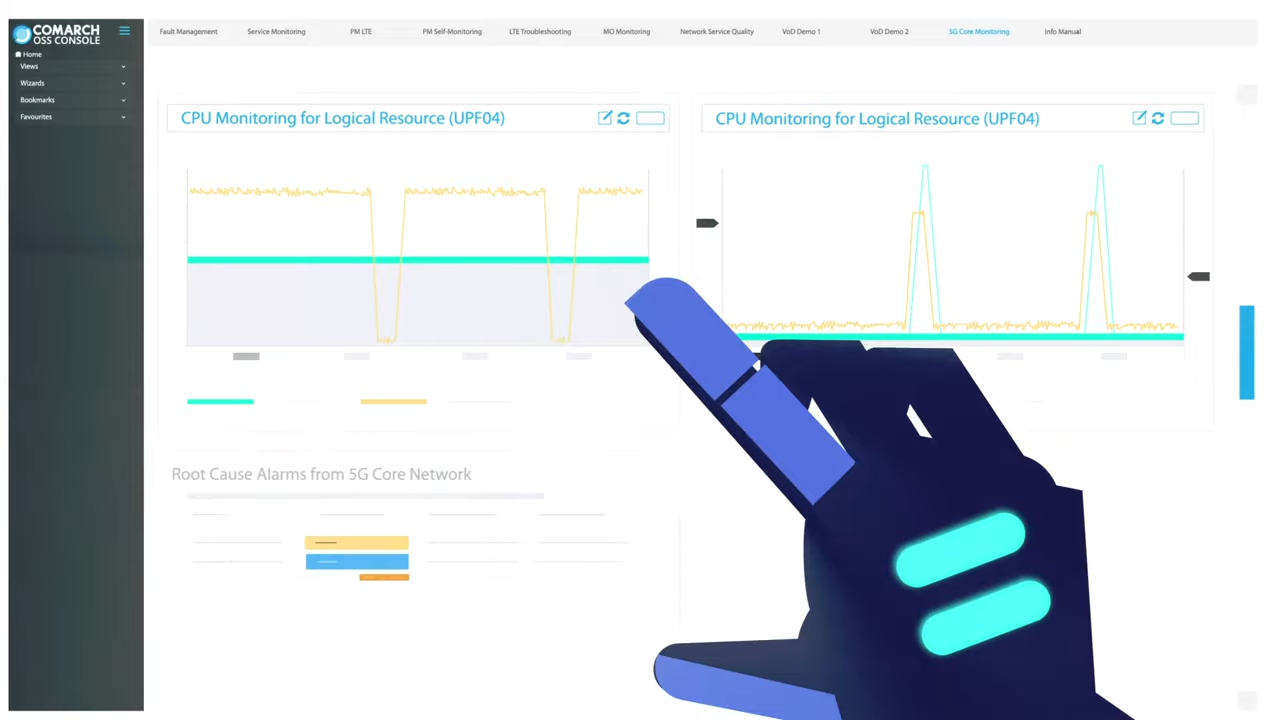 COMARCH
OSS CONSOLE
Home
Views
Wizards
Bookmarks
Favourites
Fault Management
Service Monitoring
PM LTE
PM Self-Monitoring
LTE Troubleshooting
MO Monitoring
Network Service Quality
VoD Demo 1
VoD Demo 2
5G Core Monitoring
Info Manual
CPU Monitoring for Logical Resource (UPF04)
CPU Monitoring for Logical Resource (UPF04)
Root Cause Alarms from 5G Core Network